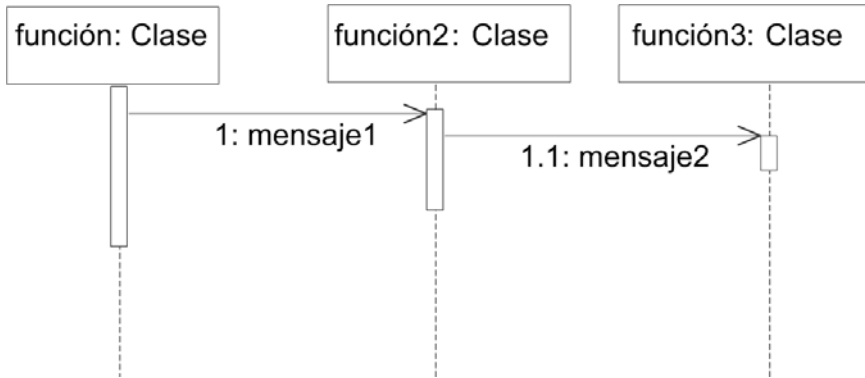 función: Clase
función2: Clase
función3: Clase
1: mensaje1
1.1: mensaje2